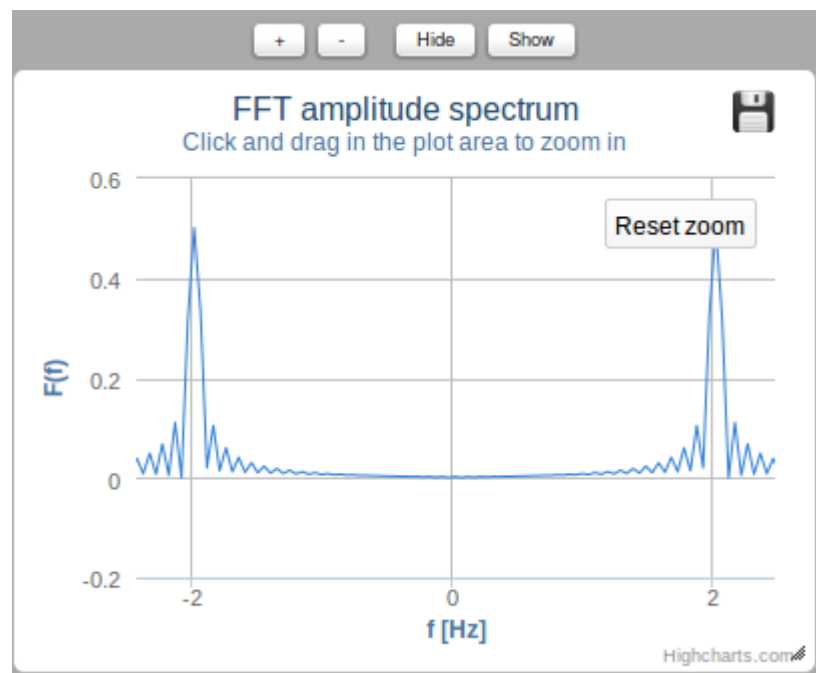 + - Hide Show
FFT amplitude spectrum
Click and drag in the plot area to zoom in
Reset zoom
0.6
0.4
0.2
0
-0.2
F(f)
-2 0 2
f [Hz]
Highcharts.com